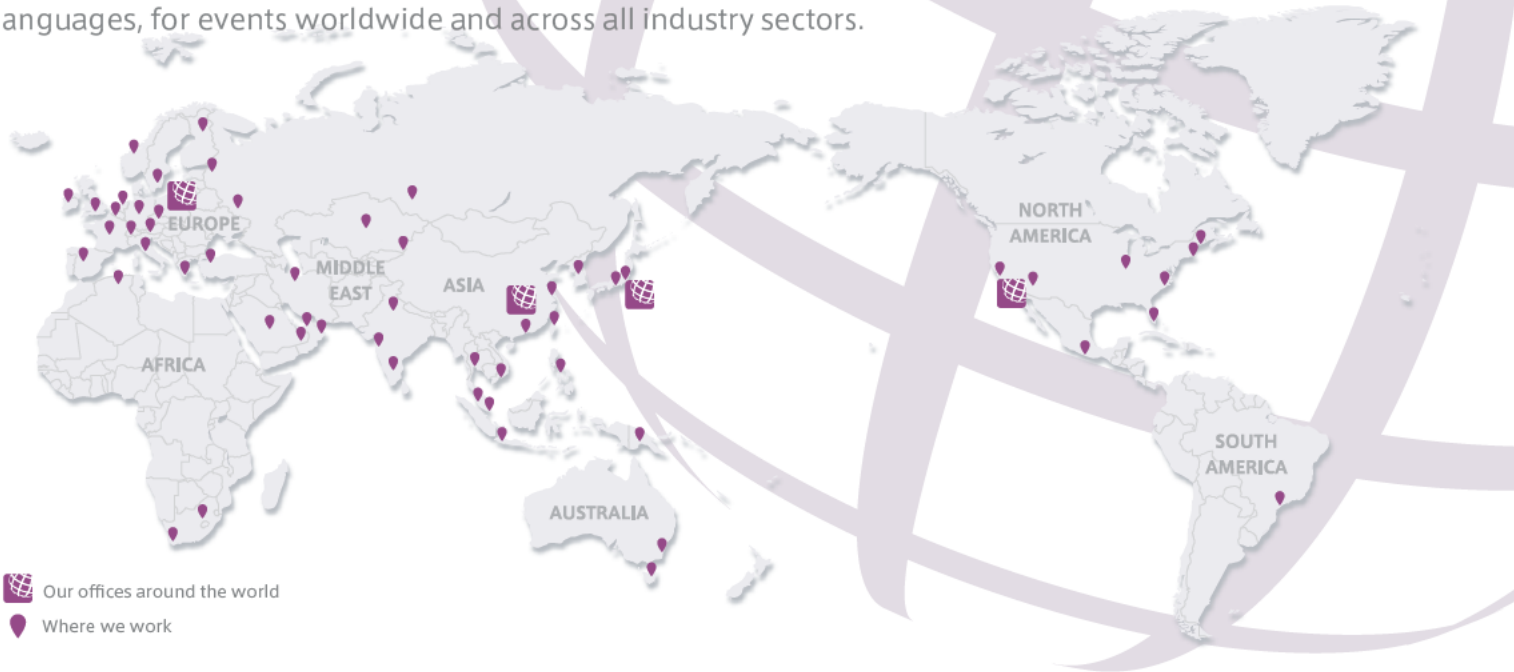 anguages, for events worldwide and across all industry sectors.
EUROPE
MIDDLE
EAST
ASIA
AFRICA
AUSTRALIA
NORTH
AMERICA
SOUTH
AMERICA
Our offices around the world
Where we work